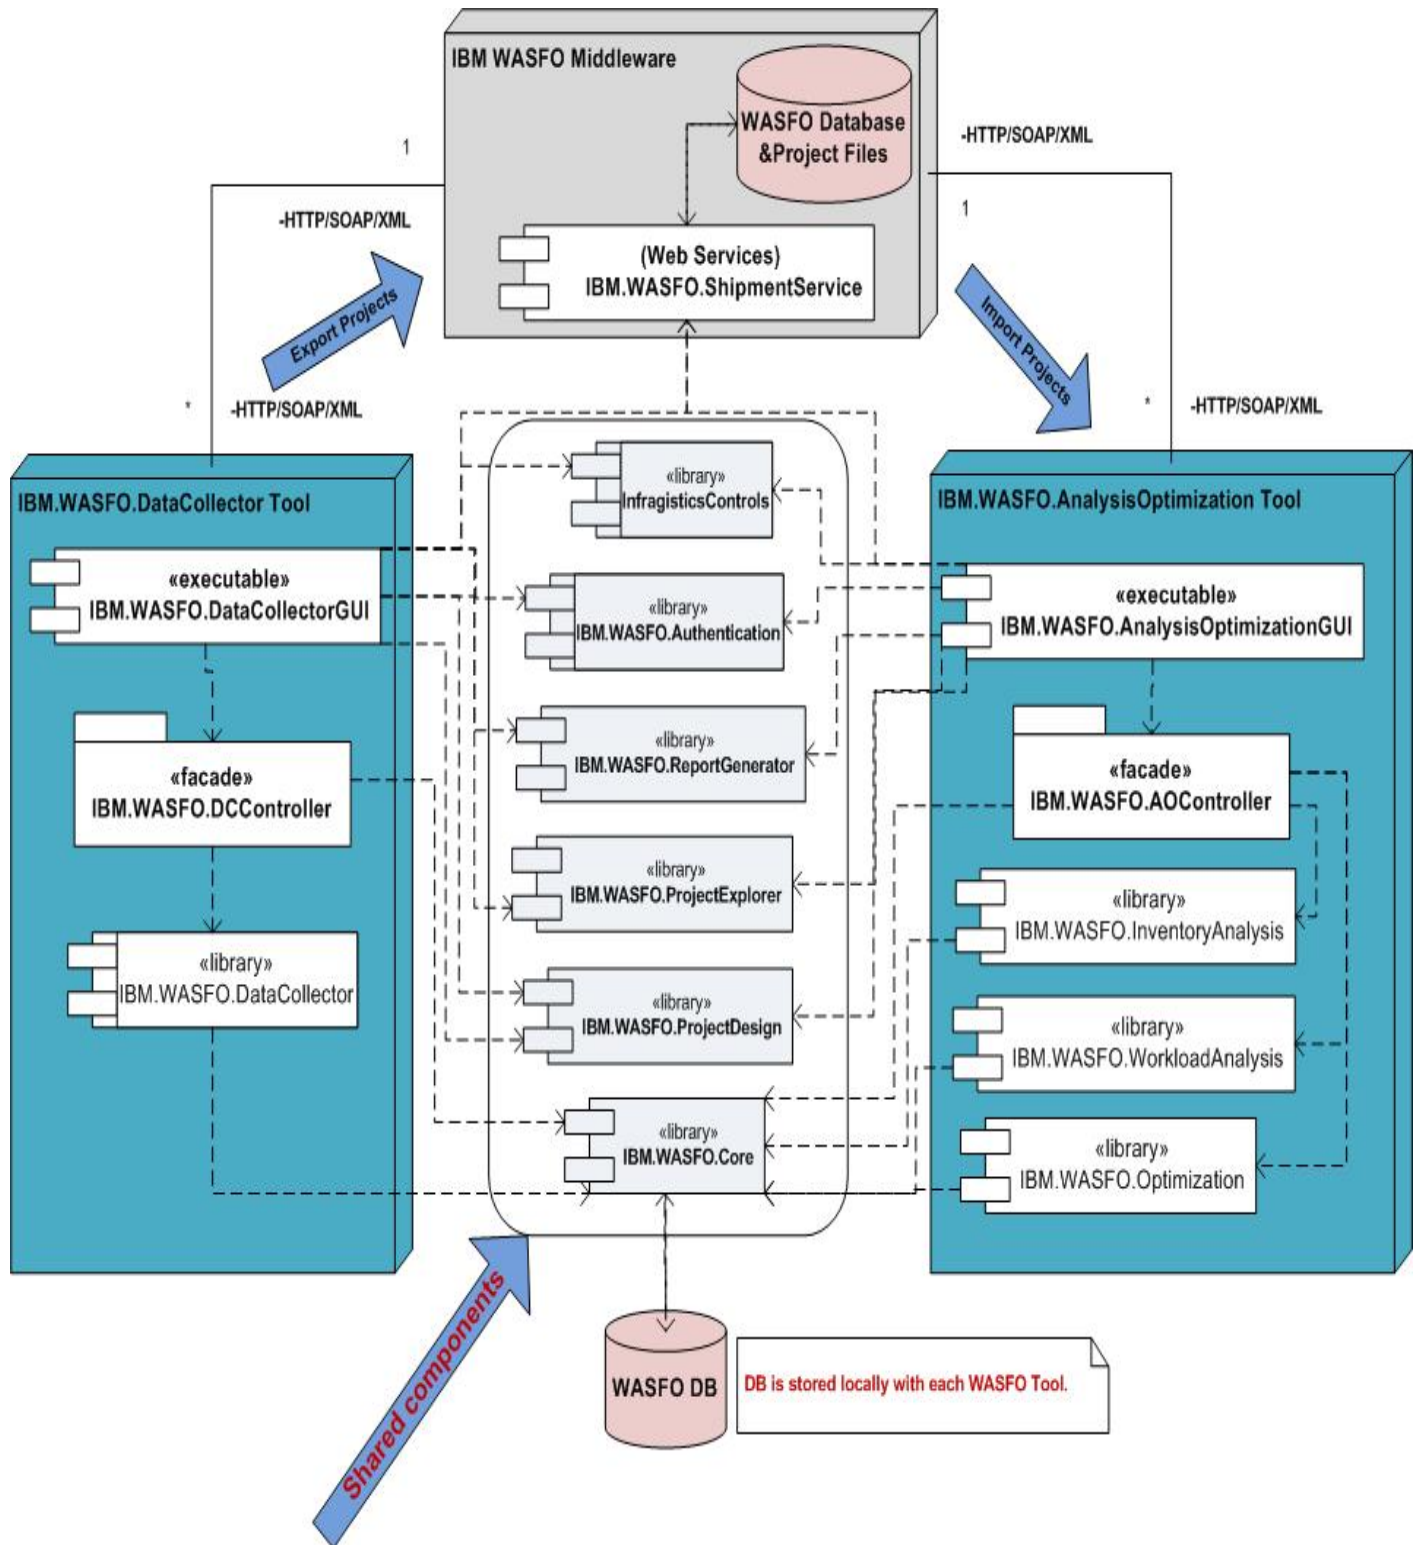 IBM WASFO Middleware
WASFO Database
&Project Files
-HTTP/SOAP/XML
1
1
-HTTP/SOAP/XML
(Web Services)
IBM.WASFO.ShipmentService
Export Projects
Import Projects
*
-HTTP/SOAP/XML
*
-HTTP/SOAP/XML
IBM.WASFO.DataCollector Tool
«executable»
IBM.WASFO.DataCollectorGUI
«facade»
IBM.WASFO.DCController
«library»
IBM.WASFO.DataCollector
«library»
InfragisticsControls
«library»
IBM.WASFO.Authentication
«library»
IBM.WASFO.ReportGenerator
«library»
IBM.WASFO.ProjectExplorer
«library»
IBM.WASFO.ProjectDesign
«library»
IBM.WASFO.Core
IBM.WASFO.AnalysisOptimization Tool
«executable»
IBM.WASFO.AnalysisOptimizationGUI
«facade»
IBM.WASFO.AOController
«library»
IBM.WASFO.InventoryAnalysis
«library»
IBM.WASFO.WorkloadAnalysis
«library»
IBM.WASFO.Optimization
Shared components
WASFO DB
DB is stored locally with each WASFO Tool.